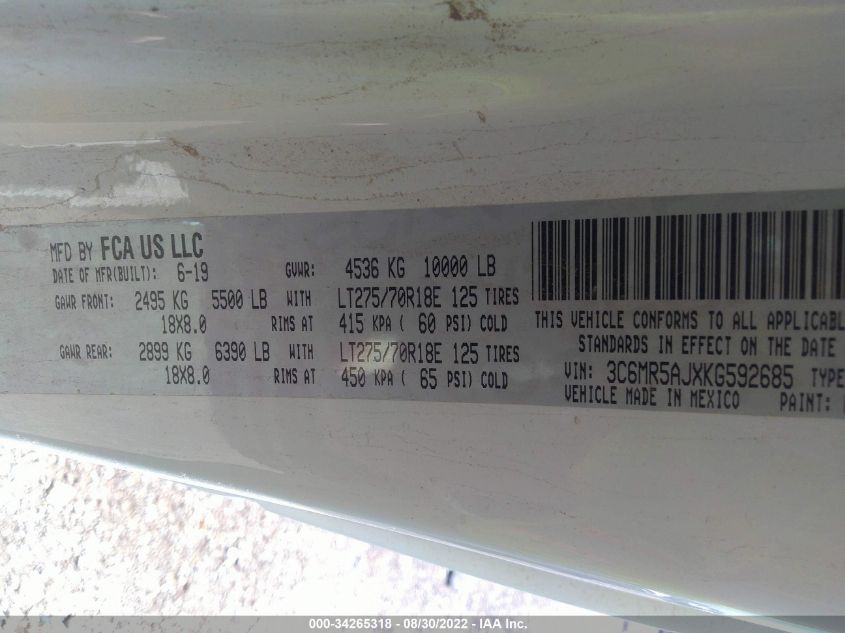 MFD BY FCA US LLC
DATE OF MFR(BUILT): 6-19 GVWR: 4536 KG 10000 LB
GAWR FRONT: 2495 KG 5500 LB WITH LT275/70R18E 125 TIRES
18X8.0 RIMS AT 415 KPA ( 60 PSI) COLD
GAWR REAR: 2899 KG 6390 LB WITH LT275/70R18E 125 TIRES
18X8.0 RIMS AT 450 KPA ( 65 PSI) COLD
THIS VEHICLE CONFORMS TO ALL APPLICABL
STANDARDS IN EFFECT ON THE DATE
VIN: 3C6MR5AJXKG592685 TYPE
VEHICLE MADE IN MEXICO PAINT:
000-34265318 - 08/30/2022 - IAA Inc.